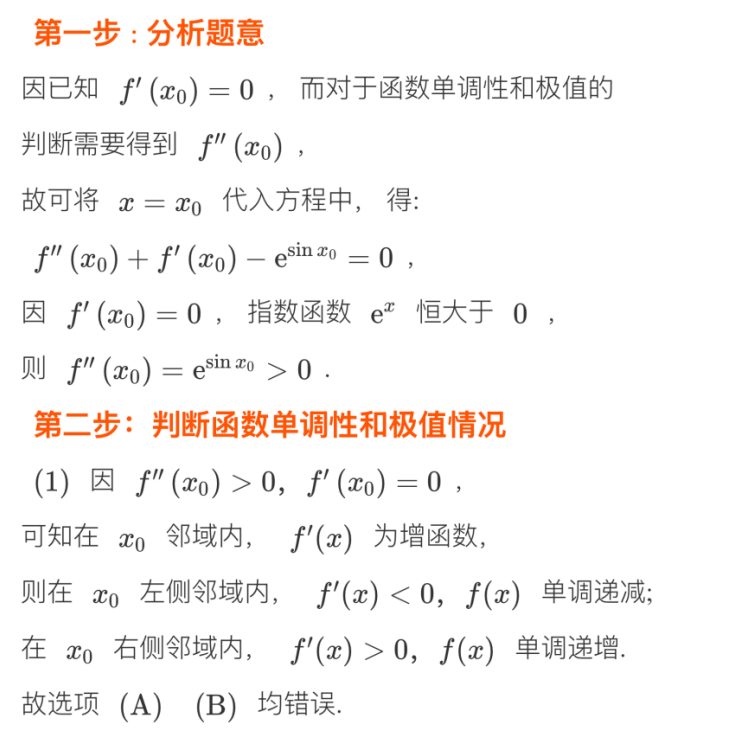 第一步:分析题意
因已知 f′(x₀) = 0 , 而对于函数单调性和极值的
判断需要得到 f″(x₀) ,
故可将 x = x₀ 代入方程中, 得:
f″(x₀) + f′(x₀) − e^{sin x₀} = 0 ,
因 f′(x₀) = 0 , 指数函数 eˣ 恒大于 0 ,
则 f″(x₀) = e^{sin x₀} > 0 .
第二步: 判断函数单调性和极值情况
(1) 因 f″(x₀) > 0, f′(x₀) = 0 ,
可知在 x₀ 邻域内, f′(x) 为增函数,
则在 x₀ 左侧邻域内, f′(x) < 0, f(x) 单调递减;
在 x₀ 右侧邻域内, f′(x) > 0, f(x) 单调递增.
故选项 (A) (B) 均错误.